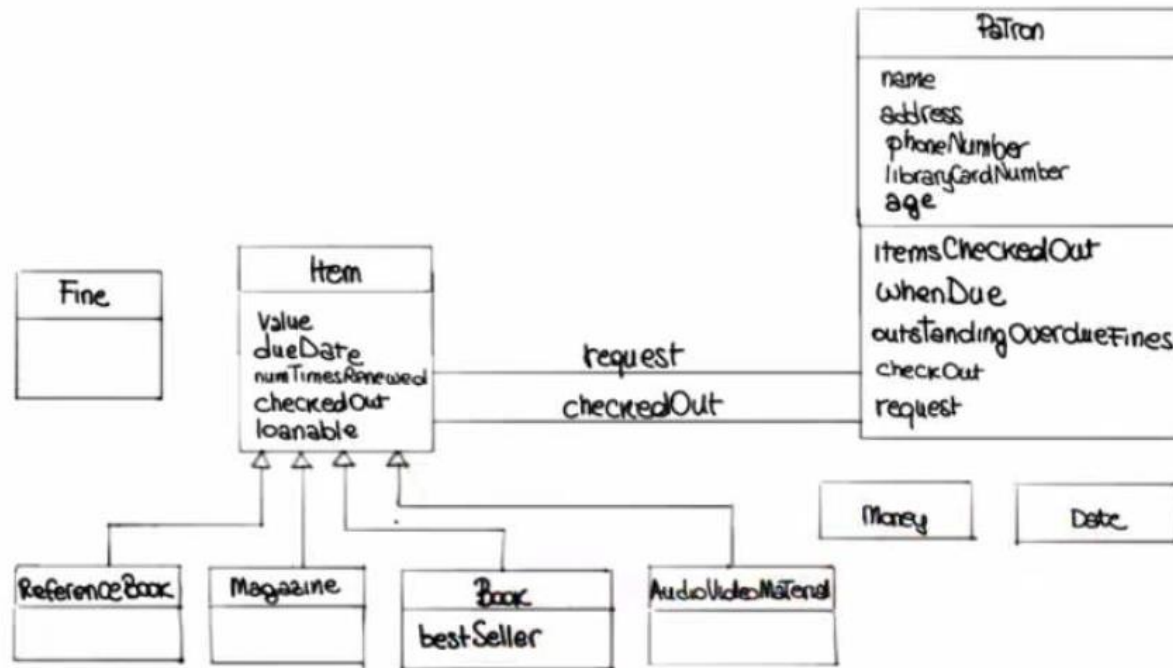 Patron
name
address
phoneNumber
libraryCardNumber
age
itemsCheckedOut
whenDue
outstandingOverdueFines
checkOut
request
Item
Value
dueDate
numTimesRenewed
checkedOut
loanable
Fine
request
checkedOut
Money
Date
ReferenceBook
Magazine
Book
bestSeller
AudioVideoMaterial